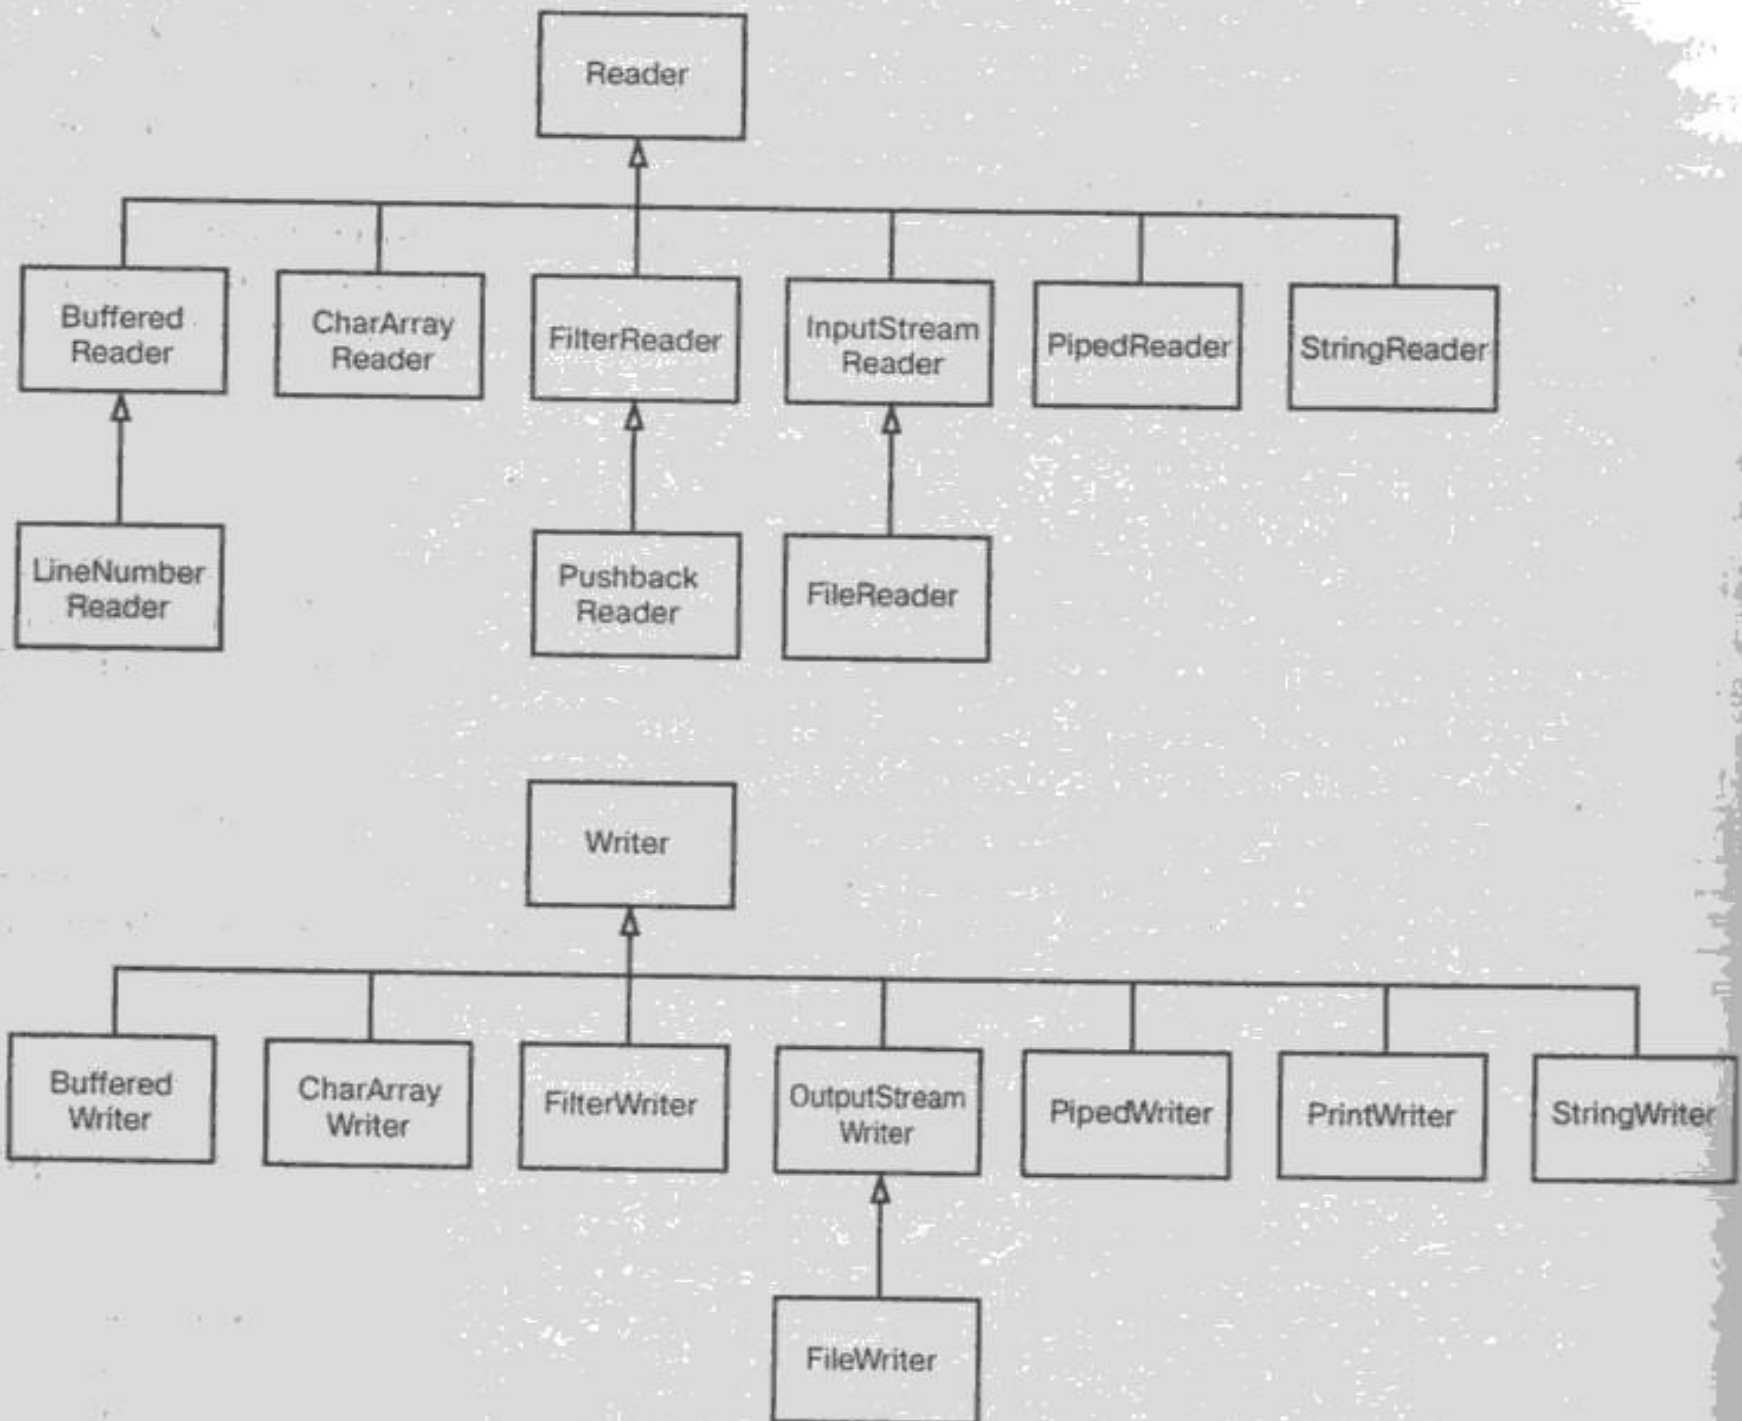 Reader
Buffered
Reader
CharArray
Reader
FilterReader
InputStream
Reader
PipedReader
StringReader
LineNumber
Reader
Pushback
Reader
FileReader
Writer
Buffered
Writer
CharArray
Writer
FilterWriter
OutputStream
Writer
PipedWriter
PrintWriter
StringWriter
FileWriter